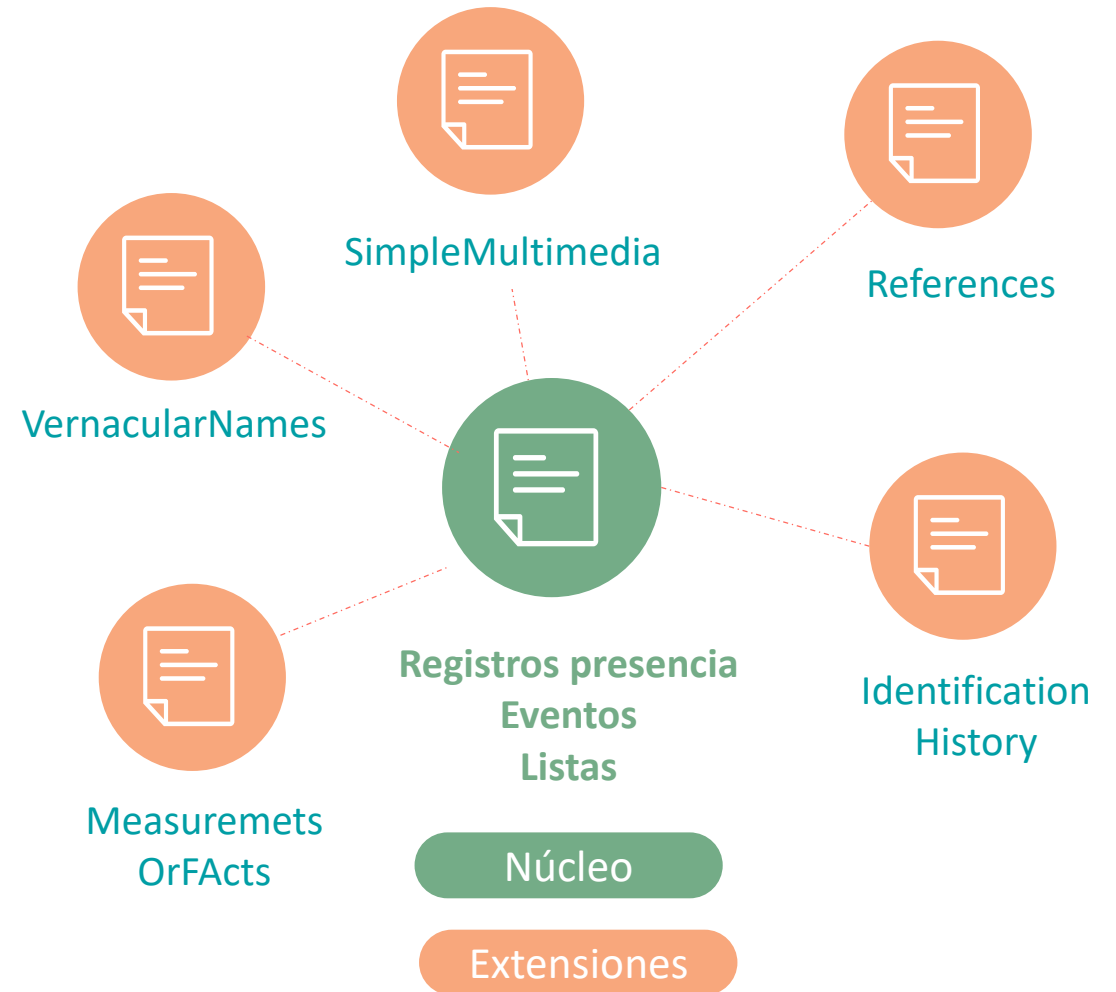 SimpleMultimedia
References
VernacularNames
Registros presencia
Eventos
Listas
Identification
History
Measuremets
OrFActs
Núcleo
Extensiones